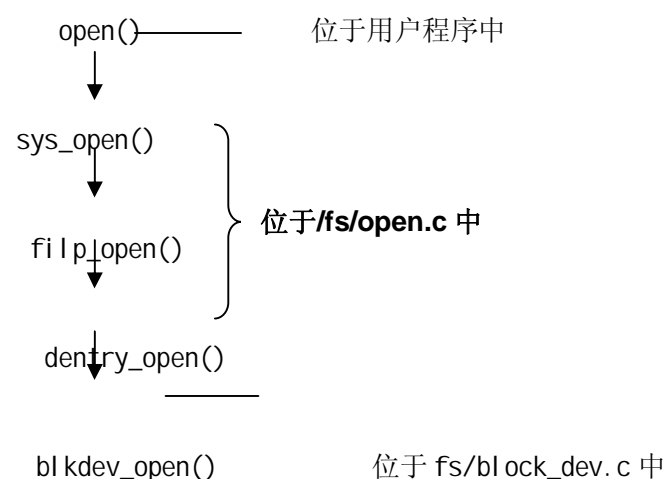 open() 位于用户程序中
sys_open()
位于/fs/open.c 中
filp_open()
dentry_open()
blkdev_open() 位于 fs/block_dev.c 中